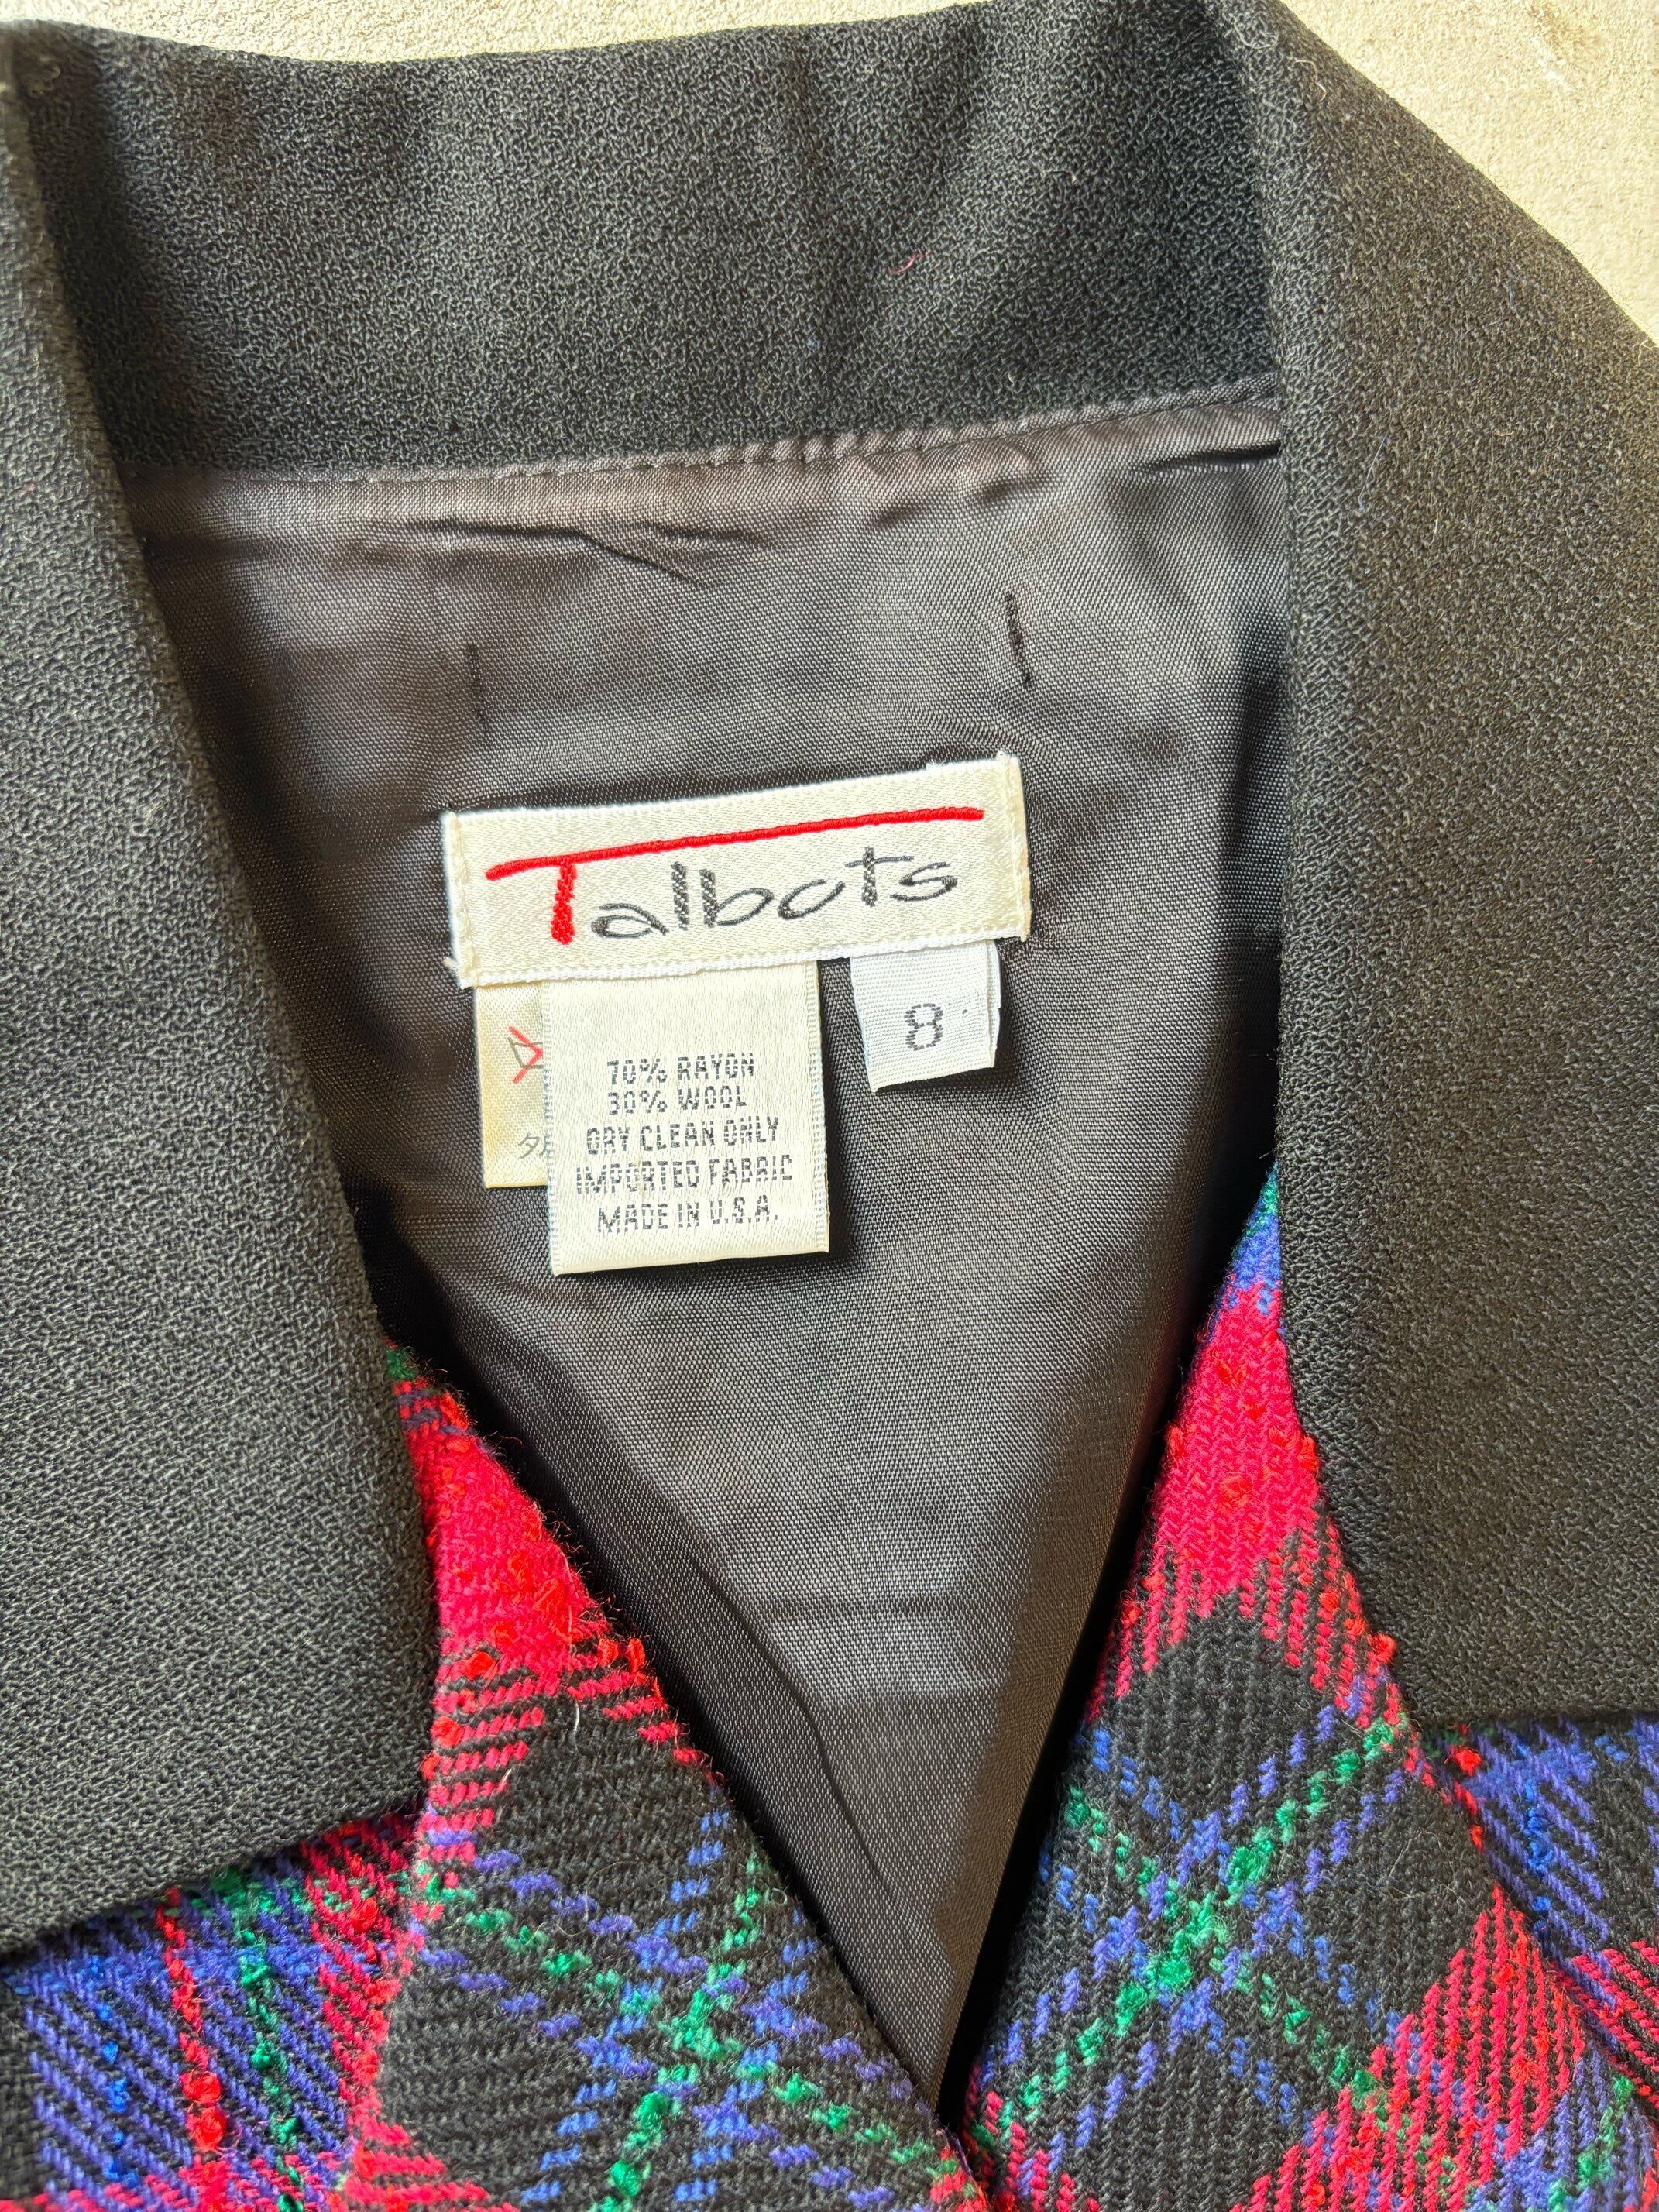 Talbots
8
70% RAYON
30% WOOL
DRY CLEAN ONLY
IMPORTED FABRIC
MADE IN U.S.A.